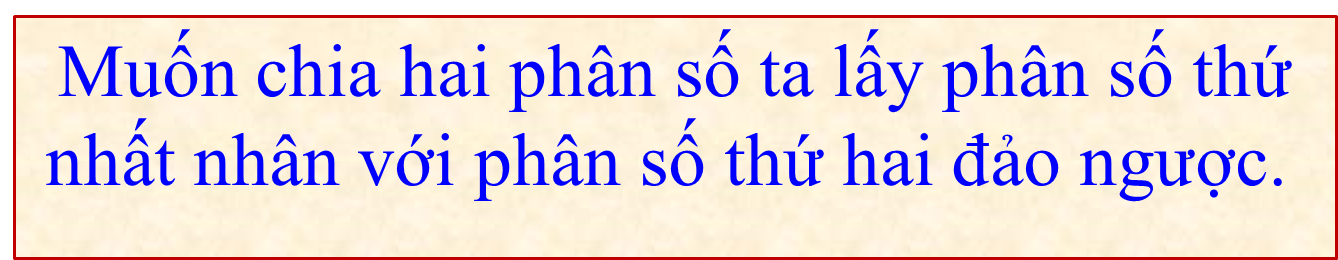 Muốn chia hai phân số ta lấy phân số thứ
nhất nhân với phân số thứ hai đảo ngược.